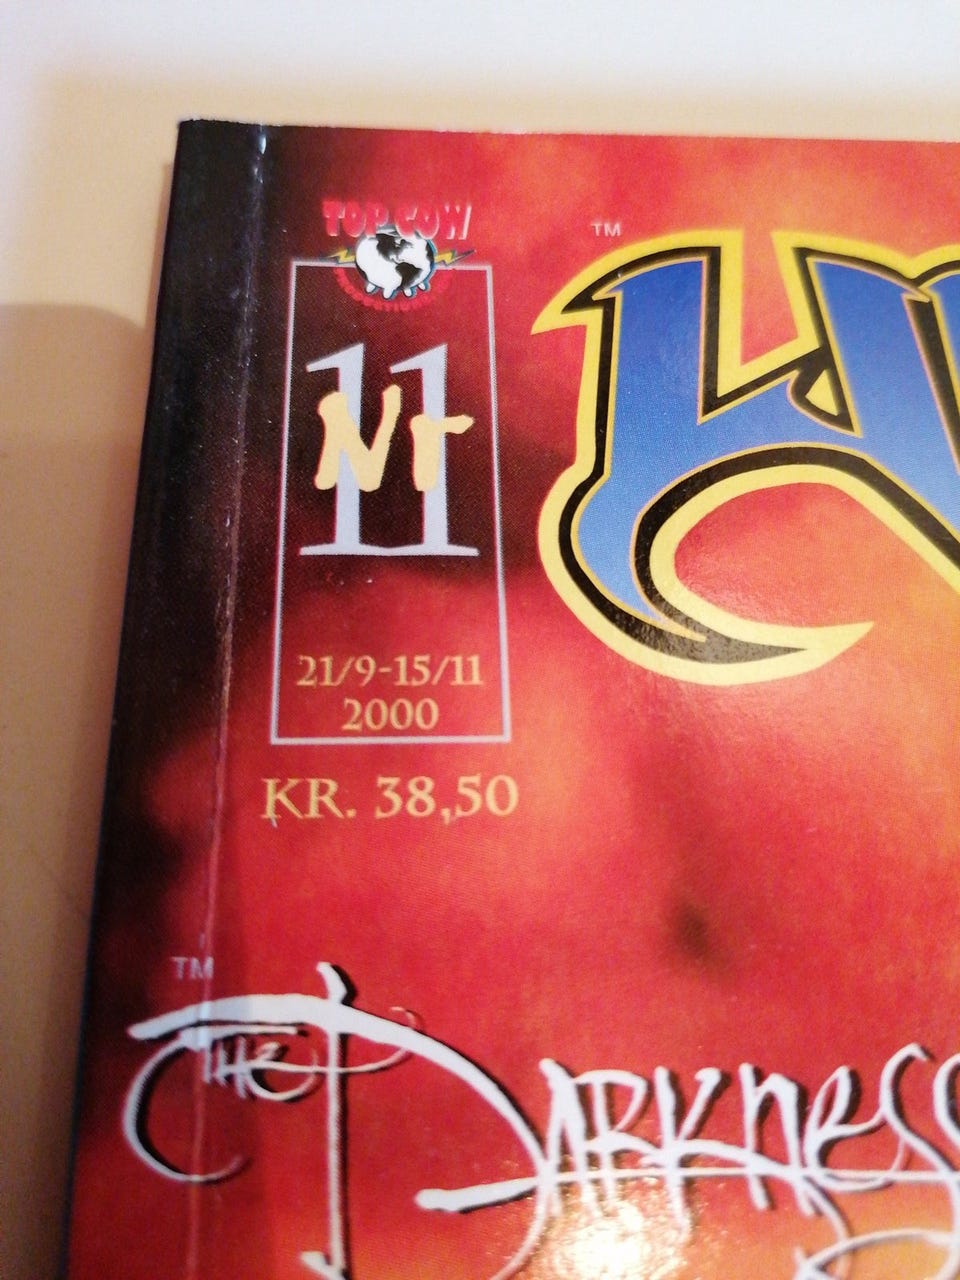 TOP COW
TM
11
Nr
21/9-15/11
2000
KR. 38,50
TM
THE DARKNESS